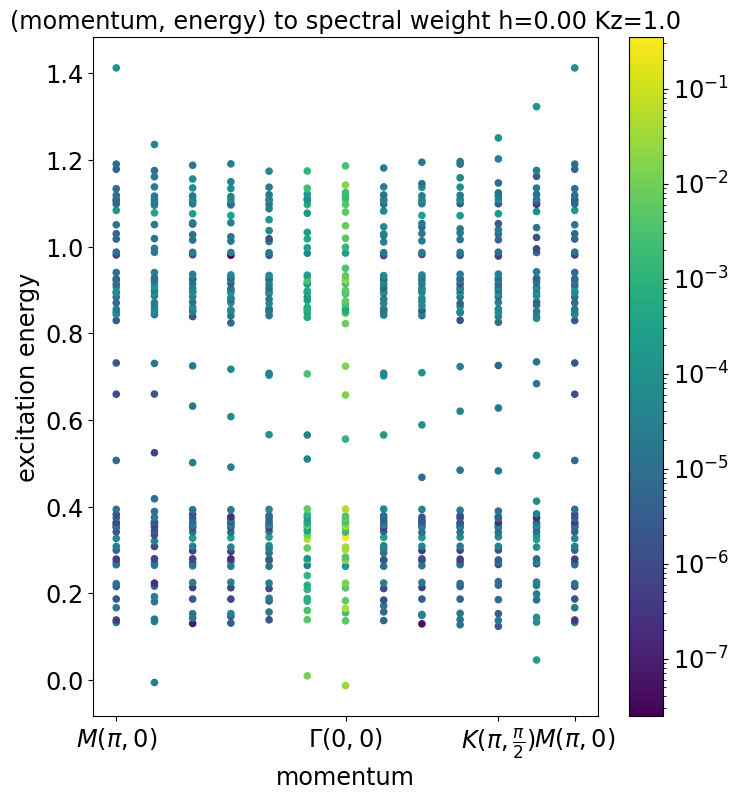 (momentum, energy) to spectral weight h=0.00 Kz=1.0
excitation energy
1.4
1.2
1.0
0.8
0.6
0.4
0.2
0.0
M(π, 0)
Γ(0, 0)
K(π, π/2)
M(π, 0)
momentum
10⁻¹
10⁻²
10⁻³
10⁻⁴
10⁻⁵
10⁻⁶
10⁻⁷